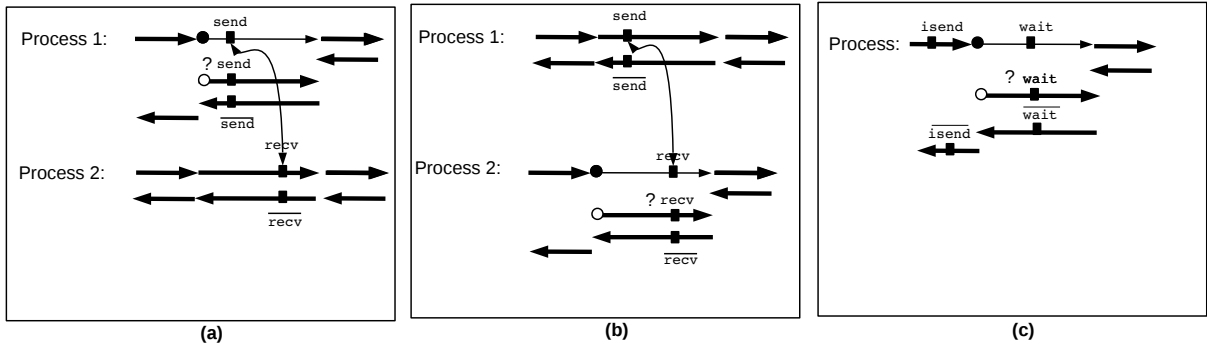 send
Process 1:
? send
send
recv
Process 2:
recv
(a)
send
Process 1:
send
recv
Process 2:
? recv
recv
(b)
isend wait
Process:
? wait
wait
isend
(c)